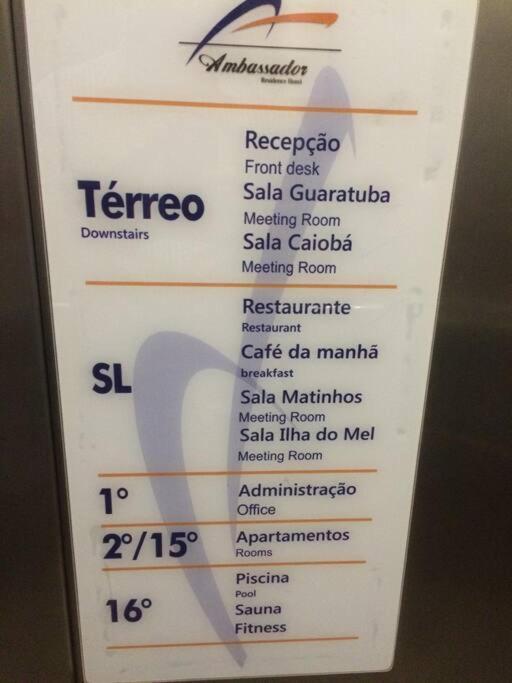 Ambassador
Residence Hotel
Térreo
Downstairs
Recepção
Front desk
Sala Guaratuba
Meeting Room
Sala Caiobá
Meeting Room
SL
Restaurante
Restaurant
Café da manhã
breakfast
Sala Matinhos
Meeting Room
Sala Ilha do Mel
Meeting Room
1°
Administração
Office
2°/15°
Apartamentos
Rooms
16°
Piscina
Pool
Sauna
Fitness